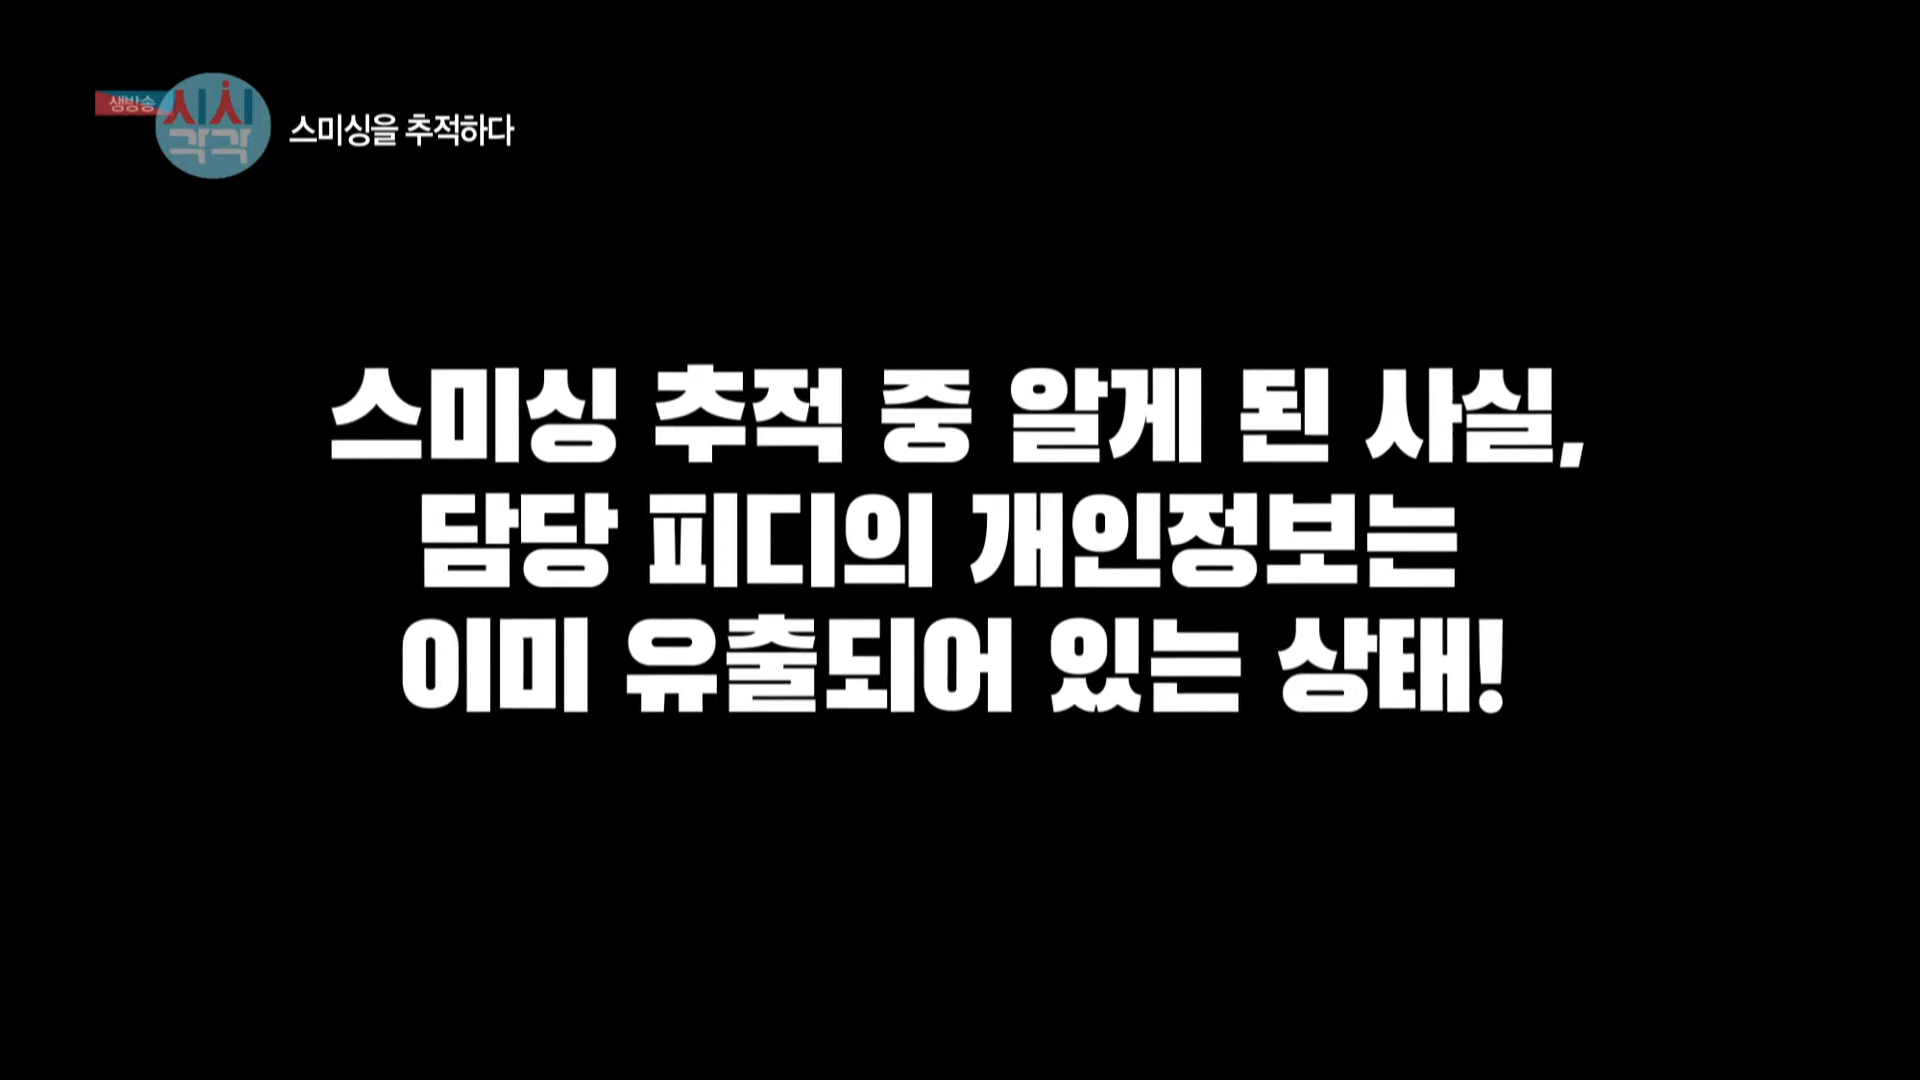 생방송
시시
각각
스미싱을 추적하다
스미싱 추적 중 알게 된 사실,
담당 피디의 개인정보는
이미 유출되어 있는 상태!